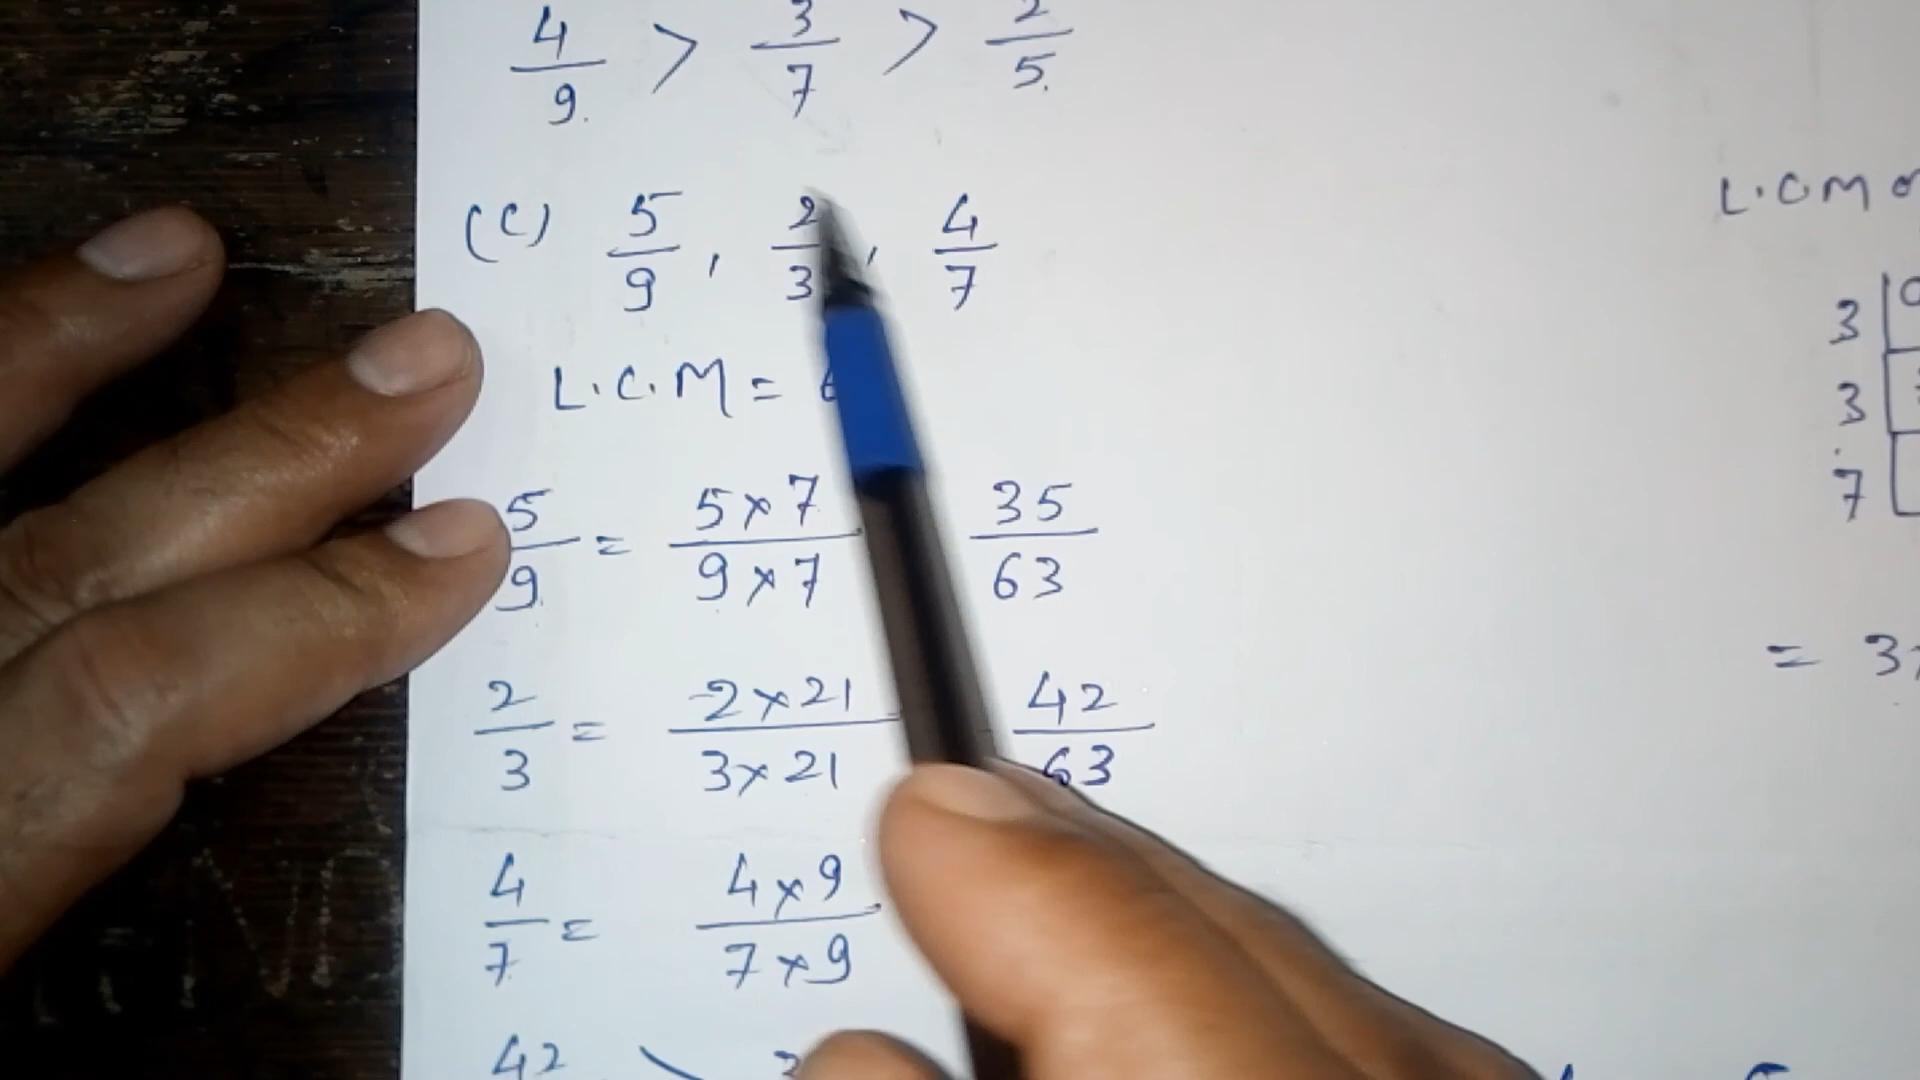 4/9 > 3/7 > 2/5
(C) 5/9, 2/3, 4/7
L.C.M = 6
5/9 = 5×7/9×7 35/63
2/3 = 2×21/3×21 42/63
4/7 = 4×9/7×9
42
L.C.M
3
3
7
= 3